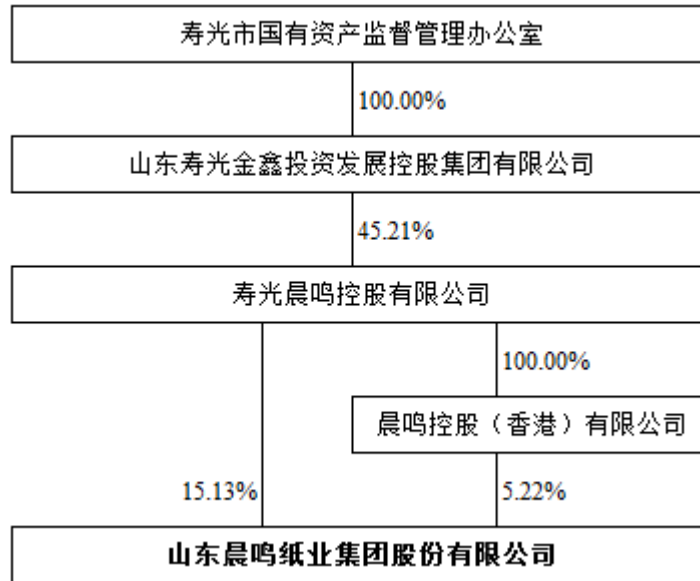 寿光市国有资产监督管理办公室
100.00%
山东寿光金鑫投资发展控股集团有限公司
45.21%
寿光晨鸣控股有限公司
100.00%
晨鸣控股（香港）有限公司
15.13%
5.22%
山东晨鸣纸业集团股份有限公司